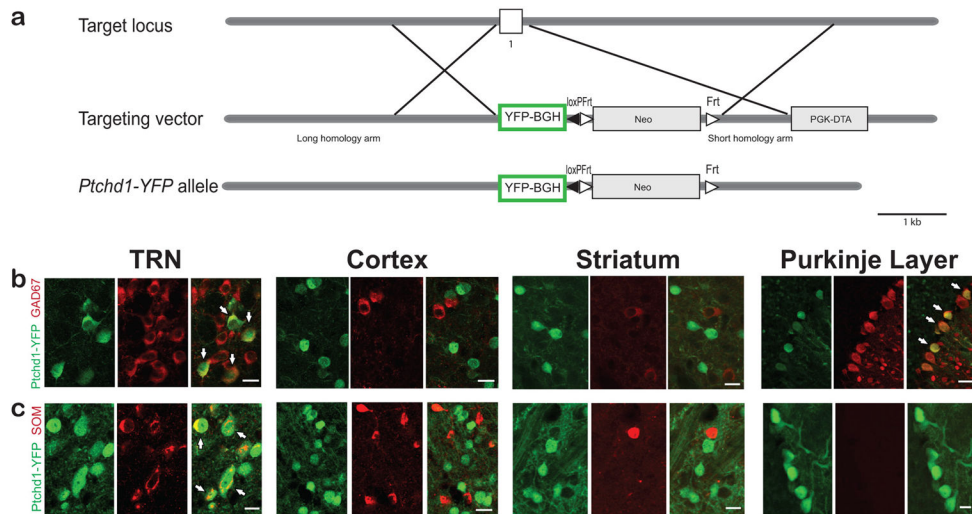 a
Target locus
1
loxP Frt
Frt
Targeting vector
YFP-BGH
Neo
PGK-DTA
Long homology arm
Short homology arm
Ptchd1-YFP allele
YFP-BGH
loxP Frt
Neo
Frt
1 kb
TRN
Cortex
Striatum
Purkinje Layer
b
Ptchd1-YFP GAD67
c
Ptchd1-YFP SOM